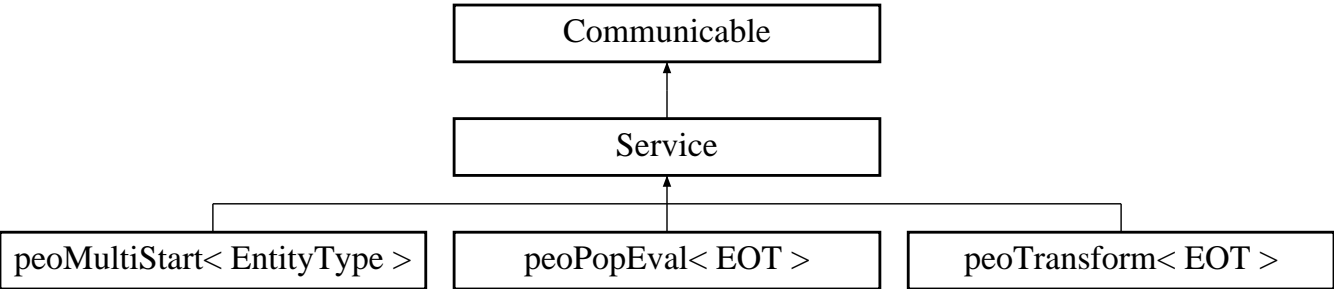 Communicable
Service
peoMultiStart< EntityType >
peoPopEval< EOT >
peoTransform< EOT >